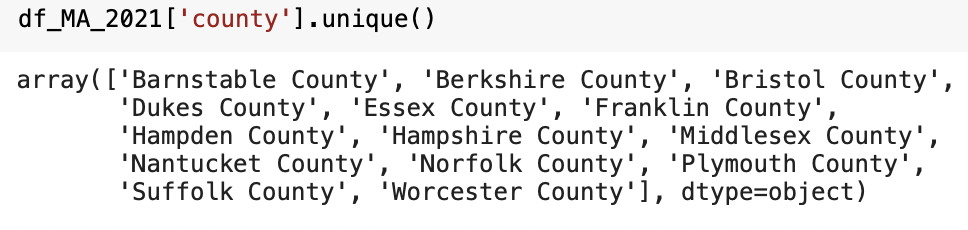 df_MA_2021['county'].unique()
array(['Barnstable County', 'Berkshire County', 'Bristol County',
'Dukes County', 'Essex County', 'Franklin County',
'Hampden County', 'Hampshire County', 'Middlesex County',
'Nantucket County', 'Norfolk County', 'Plymouth County',
'Suffolk County', 'Worcester County'], dtype=object)